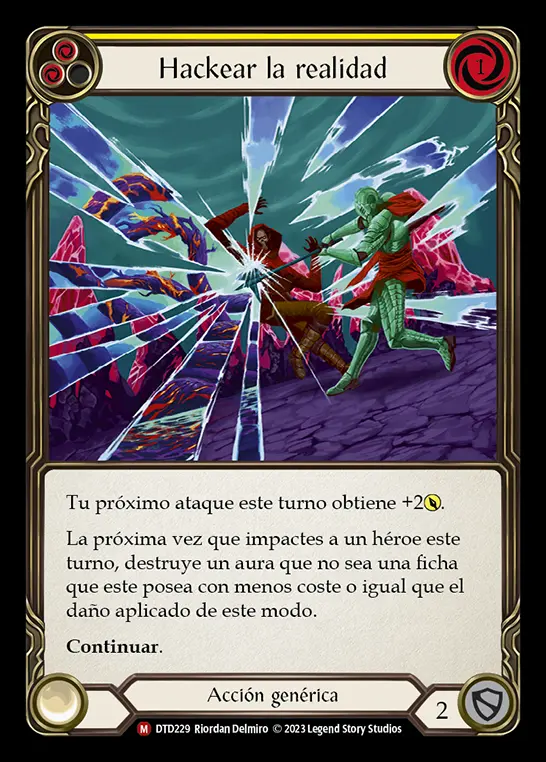 Hackear la realidad
1
Tu próximo ataque este turno obtiene +2.
La próxima vez que impactes a un héroe este
turno, destruye un aura que no sea una ficha
que este posea con menos coste o igual que el
daño aplicado de este modo.
Continuar.
Acción genérica
2
M DTD229 Riordan Delmiro © 2023 Legend Story Studios